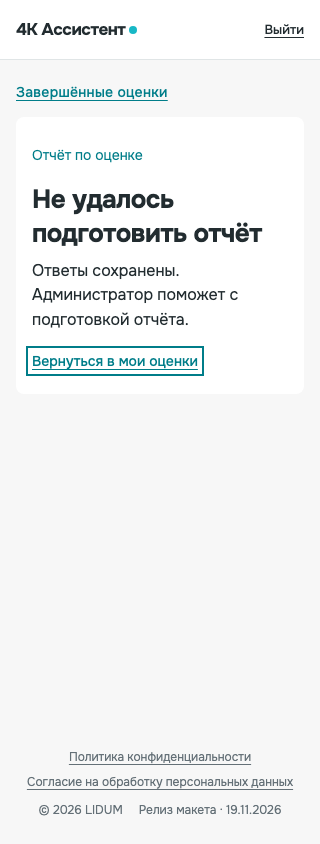 4K Ассистент
Выйти
Завершённые оценки
Отчёт по оценке
Не удалось
подготовить отчёт
Ответы сохранены.
Администратор поможет с
подготовкой отчёта.
Вернуться в мои оценки
Политика конфиденциальности
Согласие на обработку персональных данных
© 2026 LIDUM Релиз макета · 19.11.2026